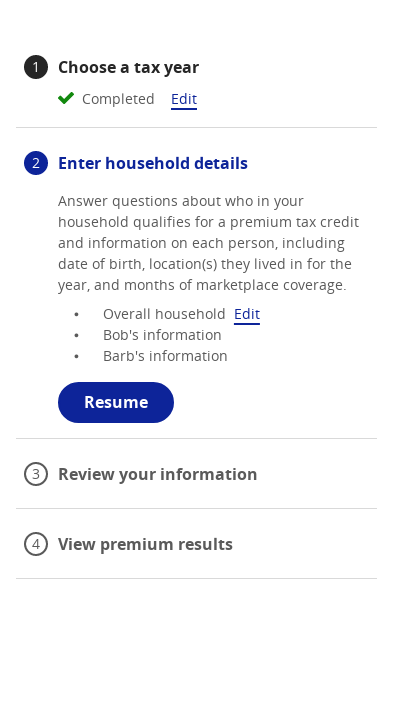 1 Choose a tax year
Completed Edit
2 Enter household details
Answer questions about who in your
household qualifies for a premium tax credit
and information on each person, including
date of birth, location(s) they lived in for the
year, and months of marketplace coverage.
• Overall household Edit
• Bob's information
• Barb's information
Resume
3 Review your information
4 View premium results